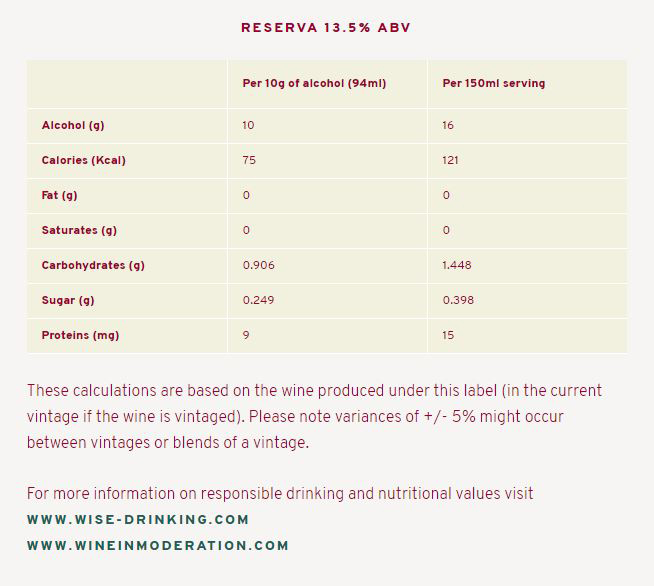 RESERVA 13.5% ABV
Per 10g of alcohol (94ml) Per 150ml serving
Alcohol (g) 10 16
Calories (Kcal) 75 121
Fat (g) 0 0
Saturates (g) 0 0
Carbohydrates (g) 0.906 1.448
Sugar (g) 0.249 0.398
Proteins (mg) 9 15
These calculations are based on the wine produced under this label (in the current
vintage if the wine is vintaged). Please note variances of +/- 5% might occur
between vintages or blends of a vintage.
For more information on responsible drinking and nutritional values visit
WWW.WISE-DRINKING.COM
WWW.WINEINMODERATION.COM